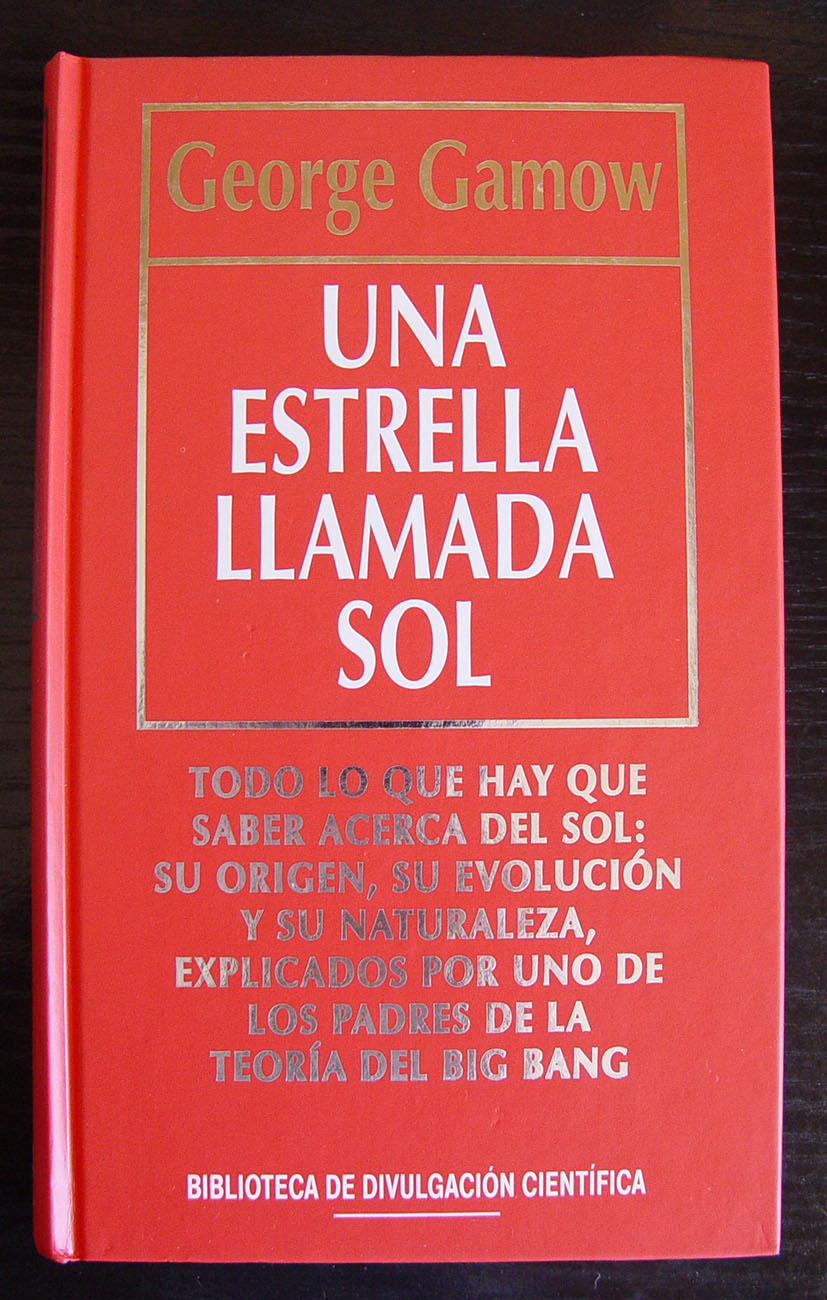 George Gamow
UNA
ESTRELLA
LLAMADA
SOL
TODO LO QUE HAY QUE
SABER ACERCA DEL SOL:
SU ORIGEN, SU EVOLUCIÓN
Y SU NATURALEZA,
EXPLICADOS POR UNO DE
LOS PADRES DE LA
TEORÍA DEL BIG BANG
BIBLIOTECA DE DIVULGACIÓN CIENTÍFICA